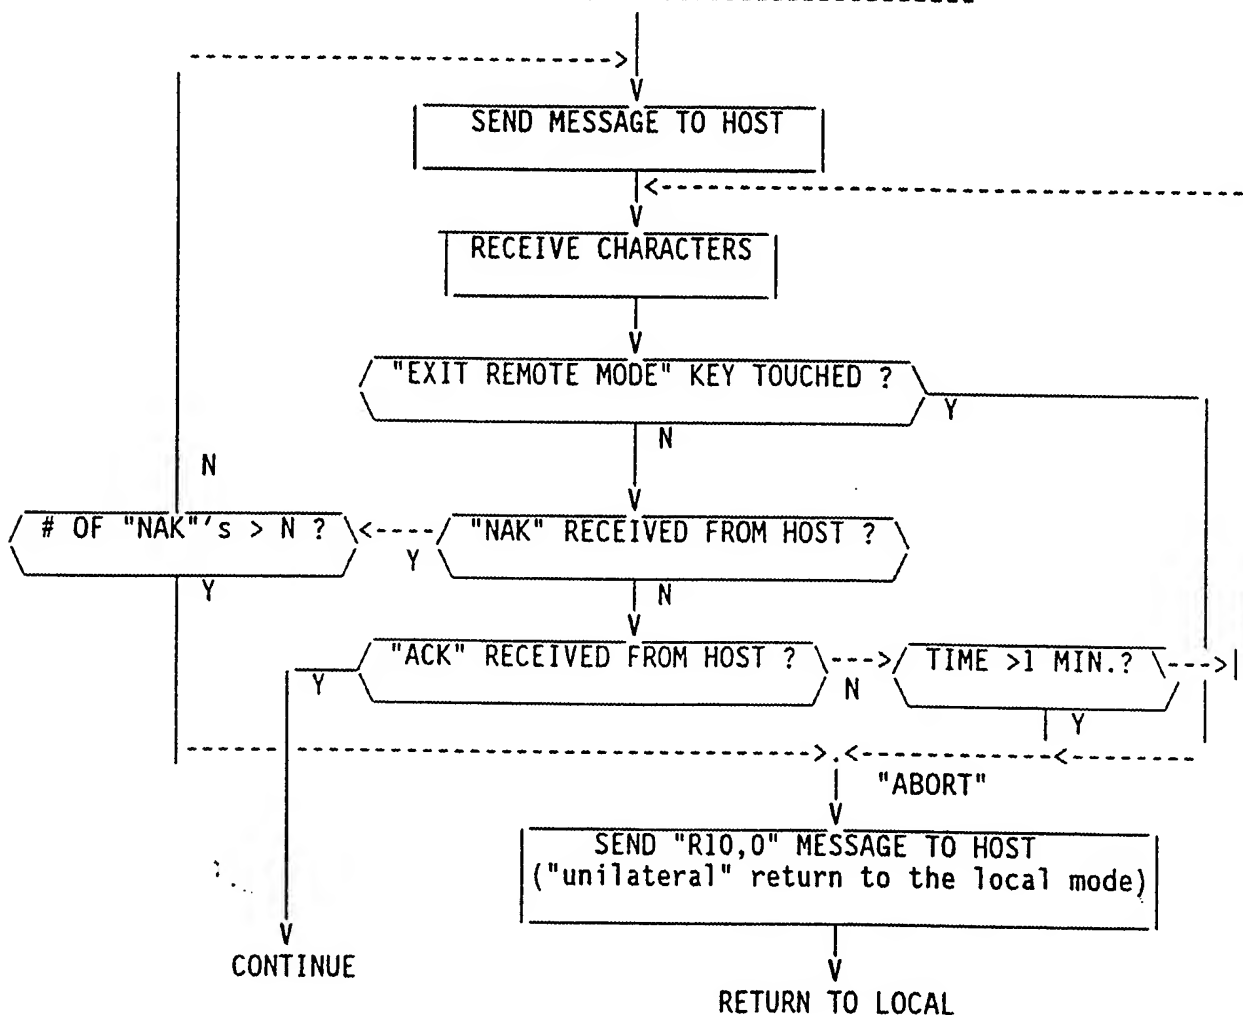 SEND MESSAGE TO HOST
RECEIVE CHARACTERS
"EXIT REMOTE MODE" KEY TOUCHED ?
Y
N
N
# OF "NAK"'s > N ?
"NAK" RECEIVED FROM HOST ?
Y
Y
N
"ACK" RECEIVED FROM HOST ?
TIME >1 MIN.?
Y
N
Y
"ABORT"
SEND "R10,0" MESSAGE TO HOST
("unilateral" return to the local mode)
CONTINUE
RETURN TO LOCAL